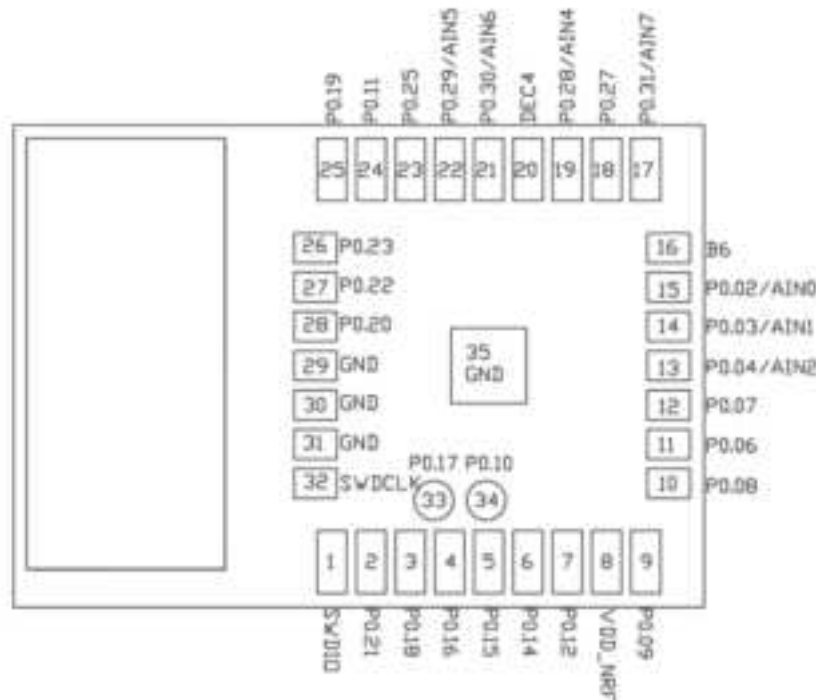 P0.19
P0.11
P0.25
P0.29/AIN5
P0.30/AIN6
DEC4
P0.28/AIN4
P0.27
P0.31/AIN7
25 24 23 22 21 20 19 18 17
26 P0.23
27 P0.22
28 P0.20
29 GND
30 GND
31 GND
32 SWDCLK
35
GND
16 B6
15 P0.02/AIN0
14 P0.03/AIN1
13 P0.04/AIN2
12 P0.07
11 P0.06
10 P0.08
P0.17 P0.10
33 34
1 2 3 4 5 6 7 8 9
SWDIO
P0.21
P0.18
P0.16
P0.15
P0.14
P0.12
P0.09